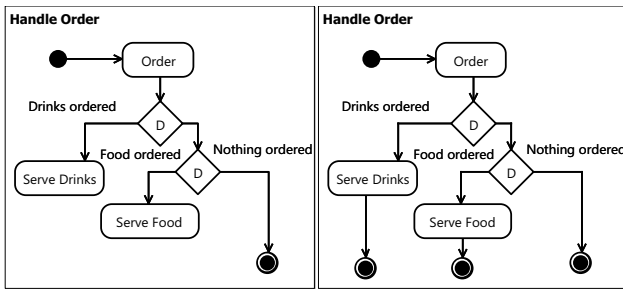 Handle Order
Order
Drinks ordered
D
Food ordered
Nothing ordered
Serve Drinks
D
Serve Food
Handle Order
Order
Drinks ordered
D
Food ordered
Nothing ordered
Serve Drinks
D
Serve Food